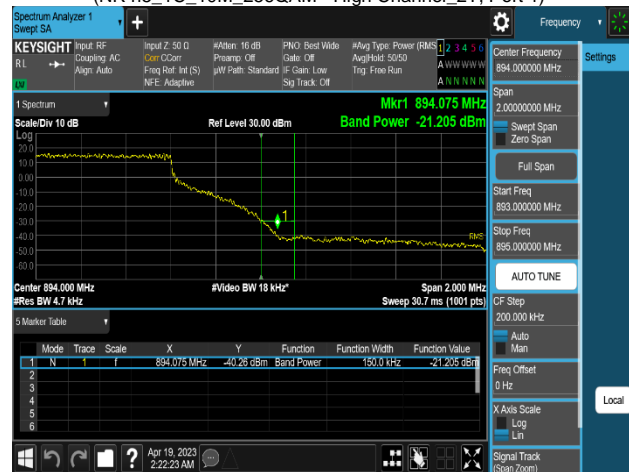 (NR n5_1C_10M_256QAM - High Channel_21, Port 1)
Spectrum Analyzer 1
Swept SA
Frequency
KEYSIGHT
RL
Input: RF
Coupling: AC
Align: Auto
Input Z: 50 Ω
Corr CCorr
Freq Ref: Int (S)
NFE: Adaptive
#Atten: 16 dB
Preamp: Off
µW Path: Standard
PNO: Best Wide
Gate: Off
IF Gain: Low
Sig Track: Off
#Avg Type: Power (RMS
Avg|Hold: 50/50
Trig: Free Run
1 2 3 4 5 6
A W W W W W
A N N N N N
1 Spectrum
Scale/Div 10 dB
Ref Level 30.00 dBm
Mkr1 894.075 MHz
Band Power -21.205 dBm
Log
20.0
10.0
0.00
-10.0
-20.0
-30.0
-40.0
-50.0
-60.0
1
RMS
Center 894.000 MHz
#Video BW 18 kHz*
Span 2.000 MHz
#Res BW 4.7 kHz
Sweep 30.7 ms (1001 pts)
5 Marker Table
Mode Trace Scale X Y Function Function Width Function Value
1 N 1 f 894.075 MHz -40.26 dBm Band Power 150.0 kHz -21.205 dBm
2
3
4
5
6
Apr 19, 2023
2:22:23 AM
Center Frequency
894.000000 MHz
Settings
Span
2.00000000 MHz
Swept Span
Zero Span
Full Span
Start Freq
893.000000 MHz
Stop Freq
895.000000 MHz
AUTO TUNE
CF Step
200.000 kHz
Auto
Man
Freq Offset
0 Hz
Local
X Axis Scale
Log
Lin
Signal Track
(Span Zoom)